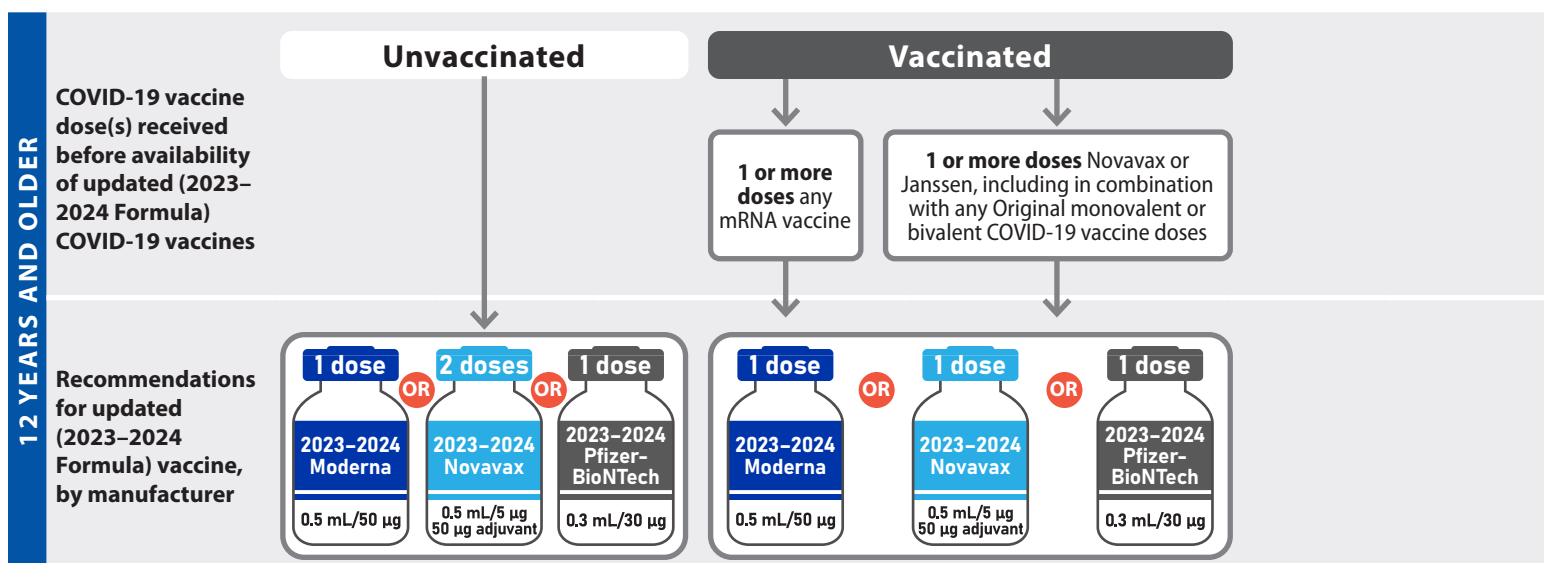 12 YEARS AND OLDER
COVID-19 vaccine
dose(s) received
before availability
of updated (2023–
2024 Formula)
COVID-19 vaccines
Unvaccinated
Vaccinated
1 or more
doses any
mRNA vaccine
1 or more doses Novavax or
Janssen, including in combination
with any Original monovalent or
bivalent COVID-19 vaccine doses
Recommendations
for updated
(2023–2024
Formula) vaccine,
by manufacturer
1 dose
2023–2024
Moderna
0.5 mL/50 µg
OR
2 doses
2023–2024
Novavax
0.5 mL/5 µg
50 µg adjuvant
OR
1 dose
2023–2024
Pfizer-
BioNTech
0.3 mL/30 µg
1 dose
2023–2024
Moderna
0.5 mL/50 µg
OR
1 dose
2023–2024
Novavax
0.5 mL/5 µg
50 µg adjuvant
OR
1 dose
2023–2024
Pfizer-
BioNTech
0.3 mL/30 µg